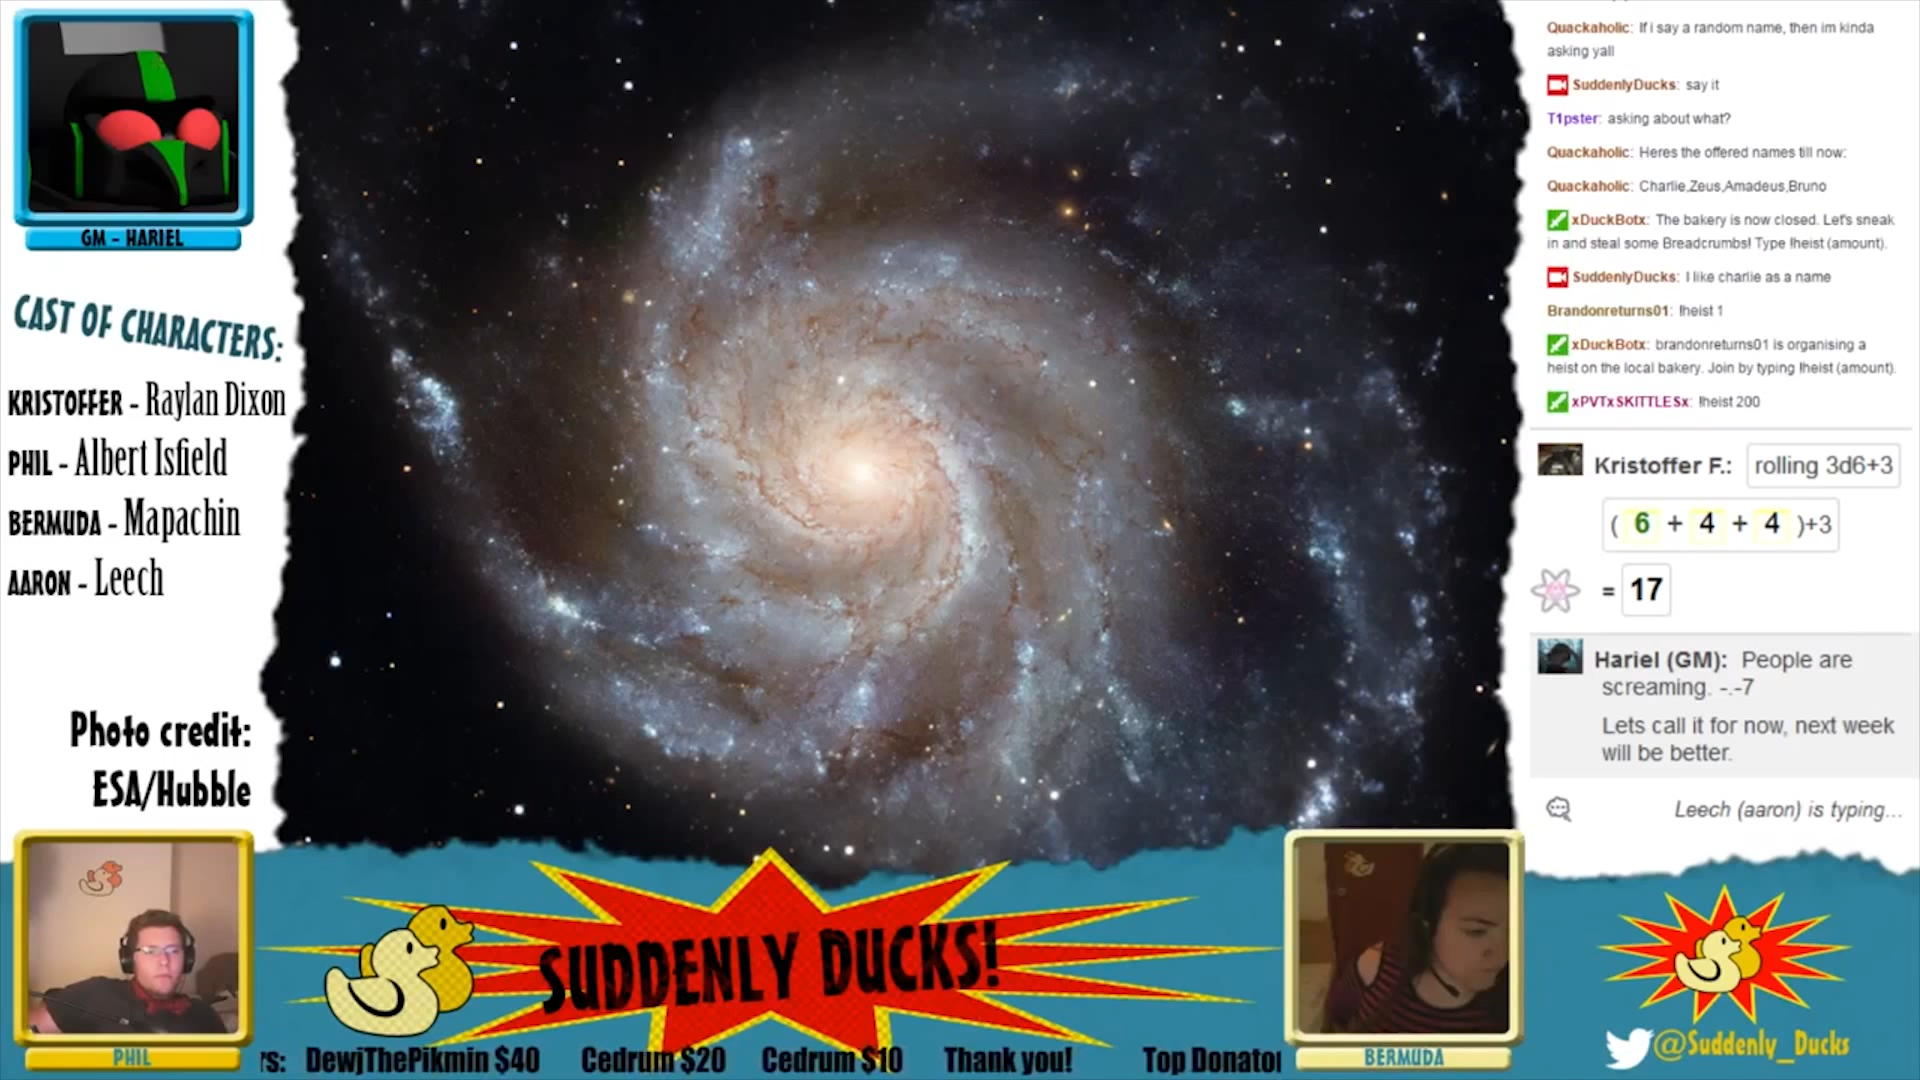 GM - HARIEL
CAST OF CHARACTERS:
KRISTOFFER - Raylan Dixon
PHIL - Albert Isfield
BERMUDA - Mapachin
AARON - Leech
Photo credit:
ESA/Hubble
PHIL
SUDDENLY DUCKS!
rs: DewjThePikmin $40 Cedrum $20 Cedrum $10 Thank you! Top Donator
BERMUDA
Quackaholic: If i say a random name, then im kinda
asking yall
SuddenlyDucks: say it
T1pster: asking about what?
Quackaholic: Heres the offered names till now:
Quackaholic: Charlie,Zeus,Amadeus,Bruno
xDuckBotx: The bakery is now closed. Let's sneak
in and steal some Breadcrumbs! Type !heist (amount).
SuddenlyDucks: I like charlie as a name
Brandonreturns01: !heist 1
xDuckBotx: brandonreturns01 is organising a
heist on the local bakery. Join by typing !heist (amount).
xPVTxSKITTLESx: !heist 200
Kristoffer F.: rolling 3d6+3
( 6 + 4 + 4 )+3
= 17
Hariel (GM): People are
screaming. -.-7
Lets call it for now, next week
will be better.
Leech (aaron) is typing...
@Suddenly_Ducks